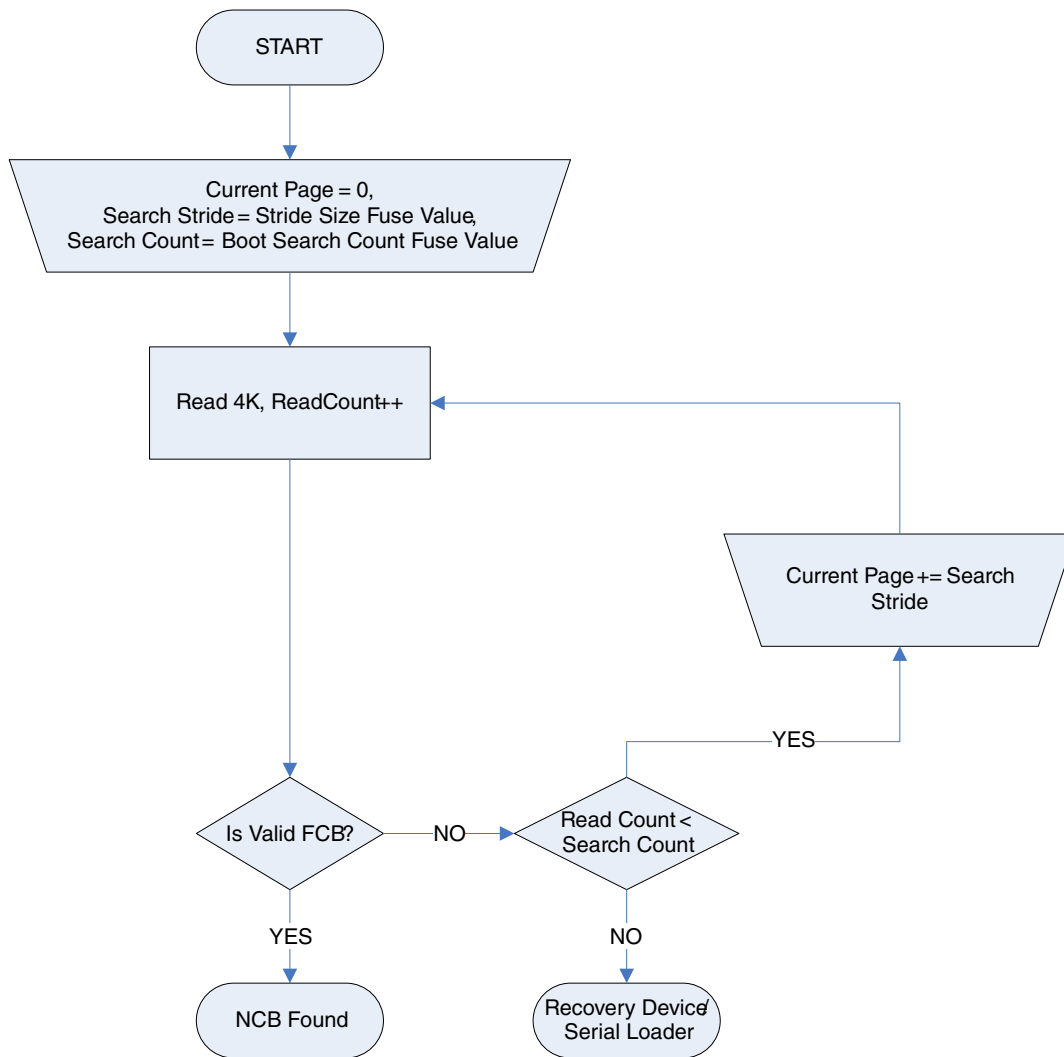 START
Current Page = 0,
Search Stride = Stride Size Fuse Value,
Search Count = Boot Search Count Fuse Value
Read 4K, ReadCount++
Current Page += Search
Stride
YES
Is Valid FCB?
NO
Read Count <
Search Count
YES
NO
NCB Found
Recovery Device/
Serial Loader